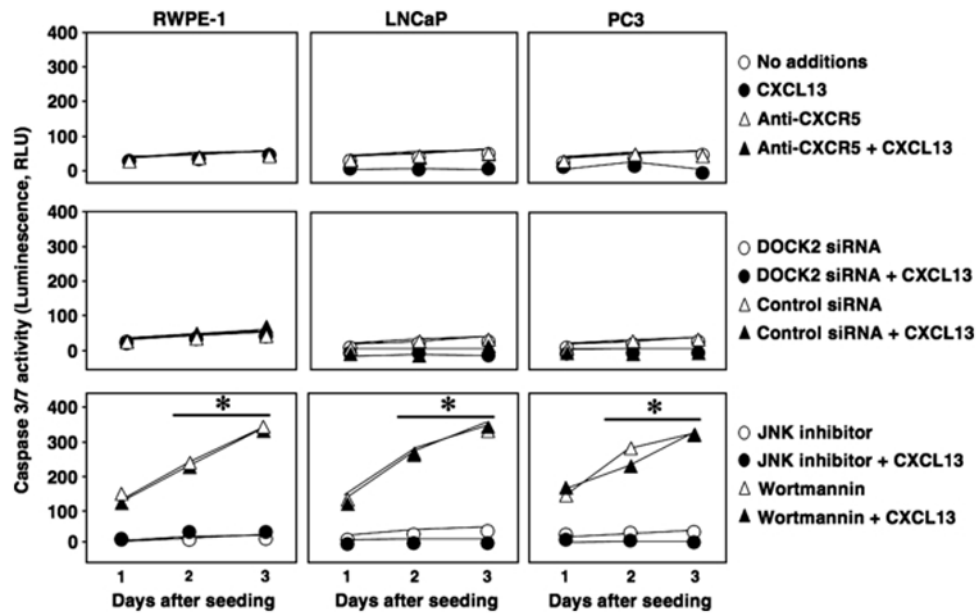 RWPE-1 LNCaP PC3
Caspase 3/7 activity (Luminescence, RLU)
400
300
200
100
0
○ No additions
● CXCL13
△ Anti-CXCR5
▲ Anti-CXCR5 + CXCL13
400
300
200
100
0
○ DOCK2 siRNA
● DOCK2 siRNA + CXCL13
△ Control siRNA
▲ Control siRNA + CXCL13
400
300
200
100
0
* * *
○ JNK inhibitor
● JNK inhibitor + CXCL13
△ Wortmannin
▲ Wortmannin + CXCL13
1 2 3 1 2 3 1 2 3
Days after seeding Days after seeding Days after seeding